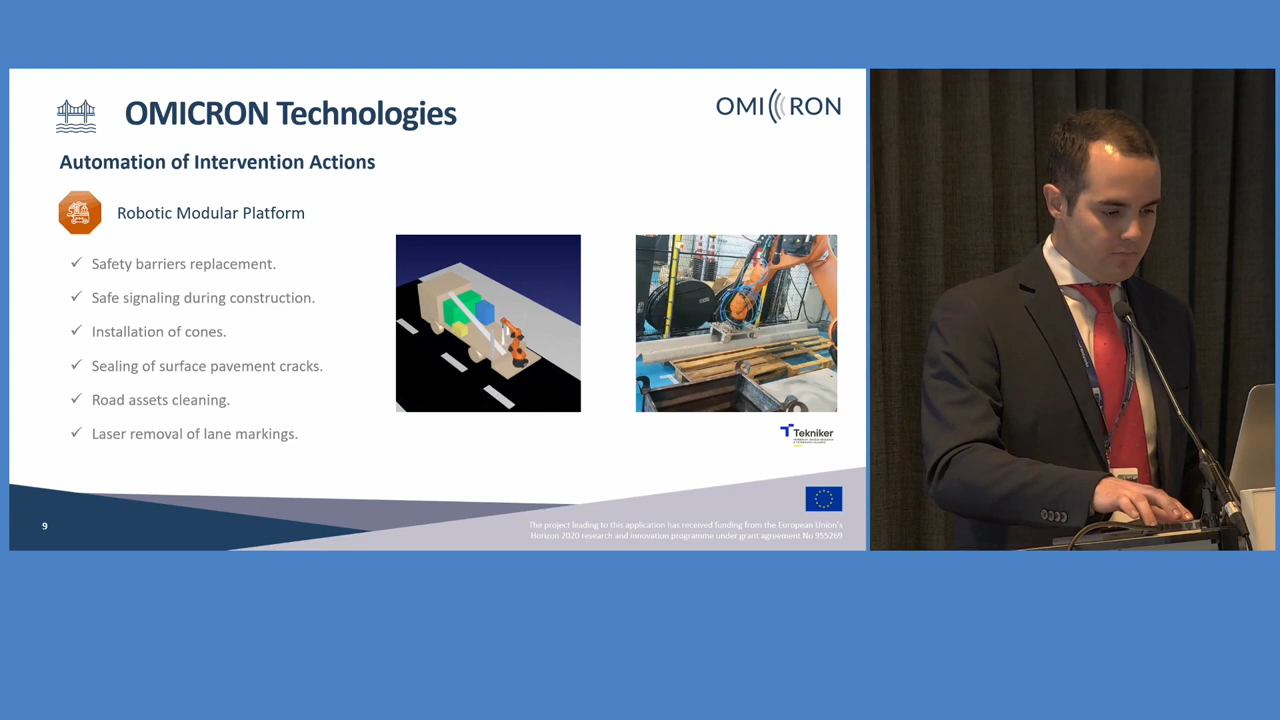 OMICRON Technologies
OMICRON
Automation of Intervention Actions
Robotic Modular Platform
✓ Safety barriers replacement.
✓ Safe signaling during construction.
✓ Installation of cones.
✓ Sealing of surface pavement cracks.
✓ Road assets cleaning.
✓ Laser removal of lane markings.
Tekniker
9
The project leading to this application has received funding from the European Union's
Horizon 2020 research and innovation programme under grant agreement No 955269